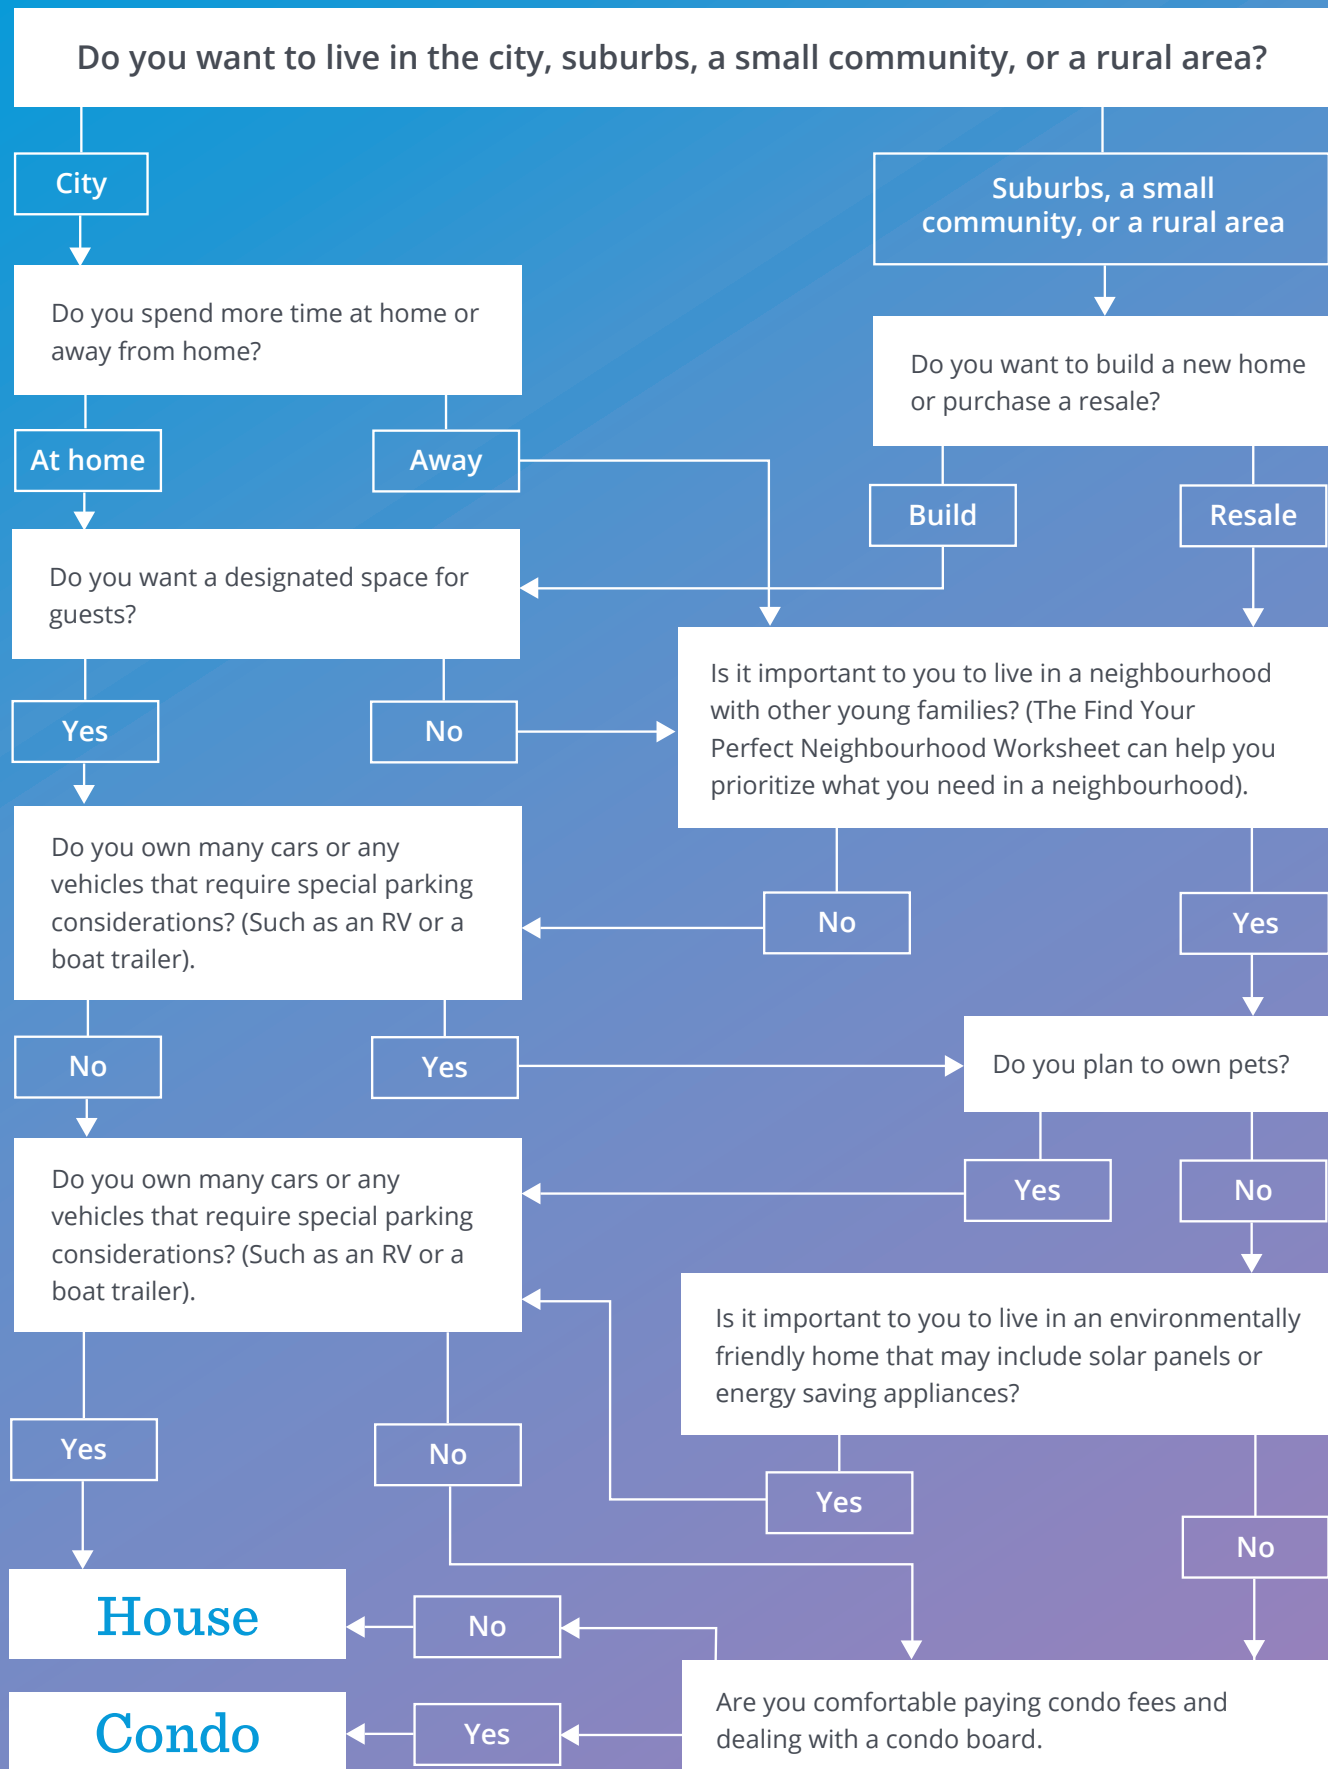 Do you want to live in the city, suburbs, a small community, or a rural area?
City
Suburbs, a small
community, or a rural area
Do you spend more time at home or
away from home?
Do you want to build a new home
or purchase a resale?
At home
Away
Build
Resale
Do you want a designated space for
guests?
Is it important to you to live in a neighbourhood
with other young families? (The Find Your
Perfect Neighbourhood Worksheet can help you
prioritize what you need in a neighbourhood).
Yes
No
Do you own many cars or any
vehicles that require special parking
considerations? (Such as an RV or a
boat trailer).
No
Yes
No
Yes
Do you plan to own pets?
Yes
No
Do you own many cars or any
vehicles that require special parking
considerations? (Such as an RV or a
boat trailer).
Is it important to you to live in an environmentally
friendly home that may include solar panels or
energy saving appliances?
Yes
No
Yes
No
House
No
Are you comfortable paying condo fees and
dealing with a condo board.
Condo
Yes